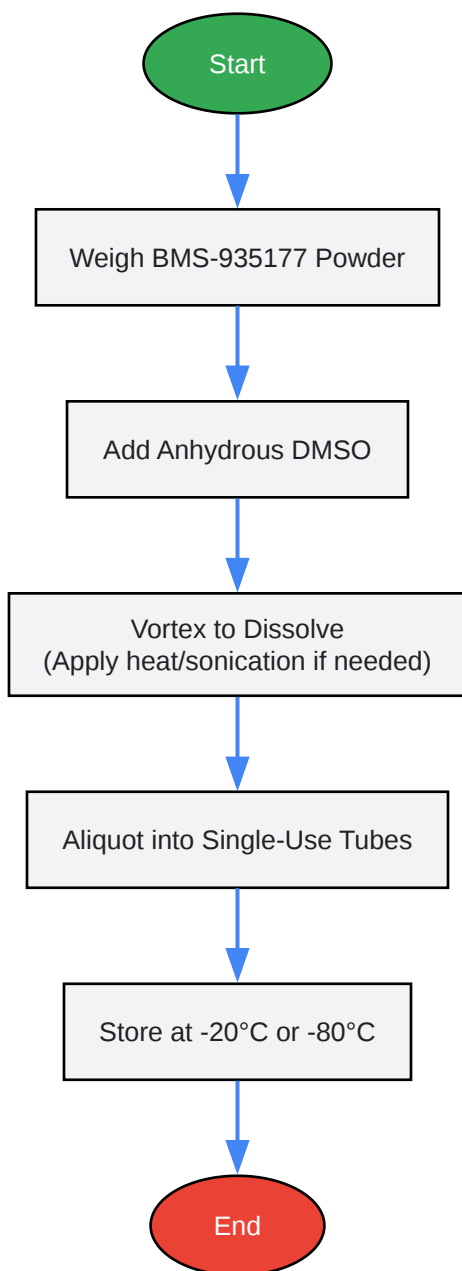 Start
Weigh BMS-935177 Powder
Add Anhydrous DMSO
Vortex to Dissolve
(Apply heat/sonication if needed)
Aliquot into Single-Use Tubes
Store at -20°C or -80°C
End